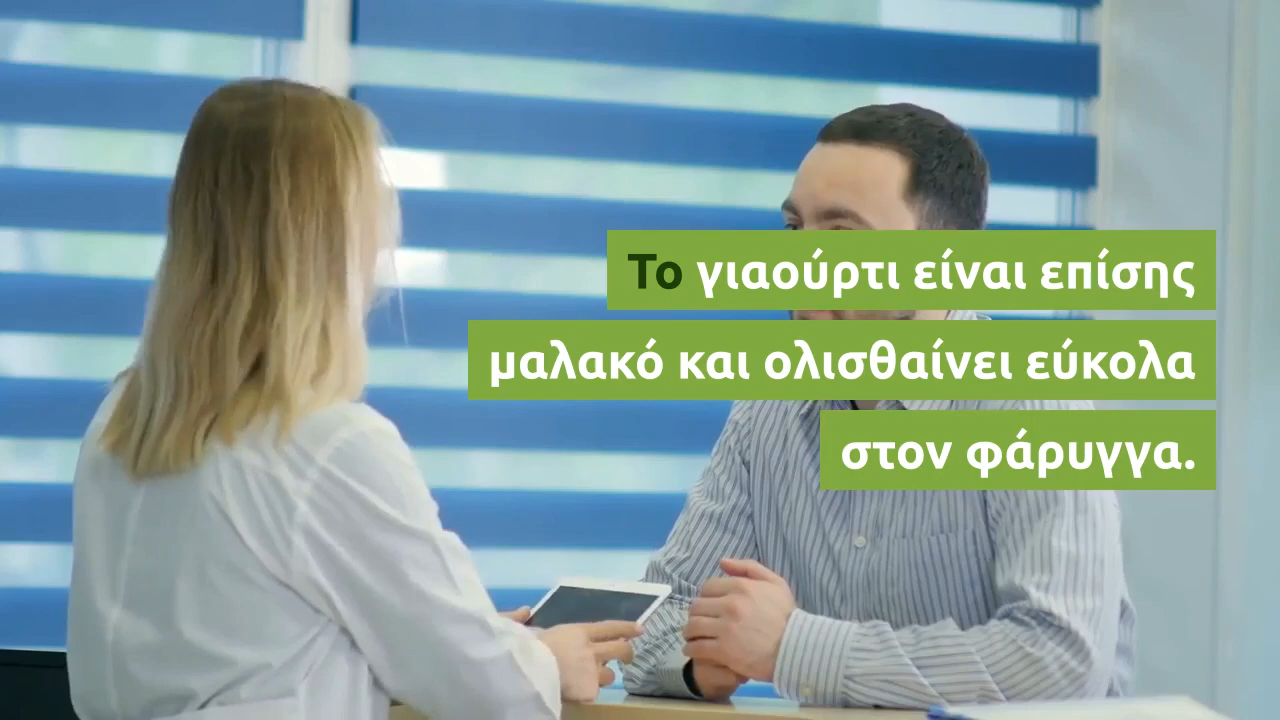 Το γιαούρτι είναι επίσης
μαλακό και ολισθαίνει εύκολα
στον φάρυγγα.